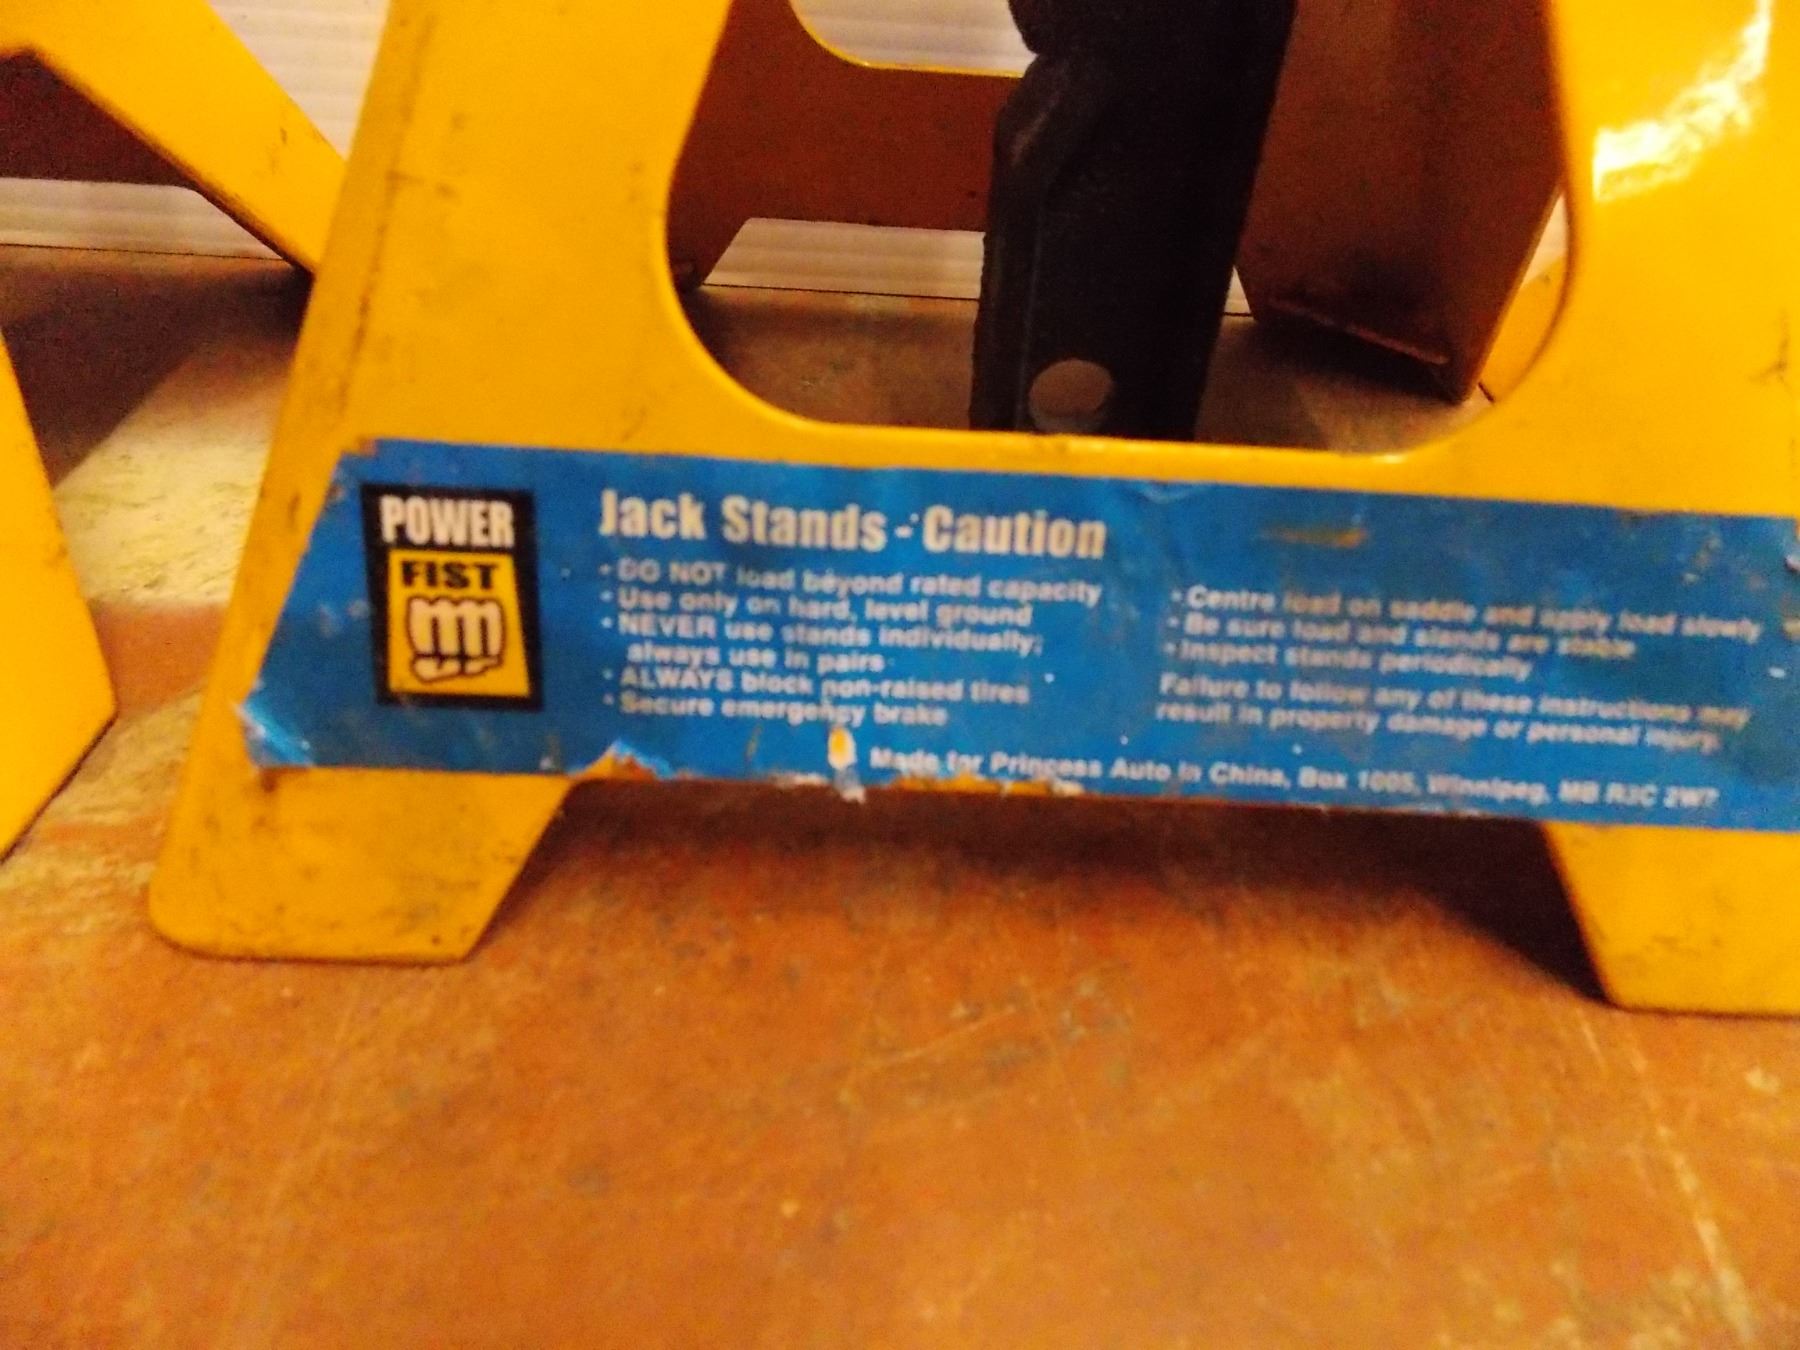 POWER
FIST
Jack Stands - Caution
• DO NOT load beyond rated capacity
• Use only on hard, level ground
• NEVER use stands individually;
always use in pairs
• ALWAYS block non-raised tires
• Secure emergency brake
• Centre load on saddle and apply load slowly
• Be sure load and stands are stable
• Inspect stands periodically
Failure to follow any of these instructions may
result in property damage or personal injury.
Made for Princess Auto in China, Box 1005, Winnipeg, MB R3C 2W7